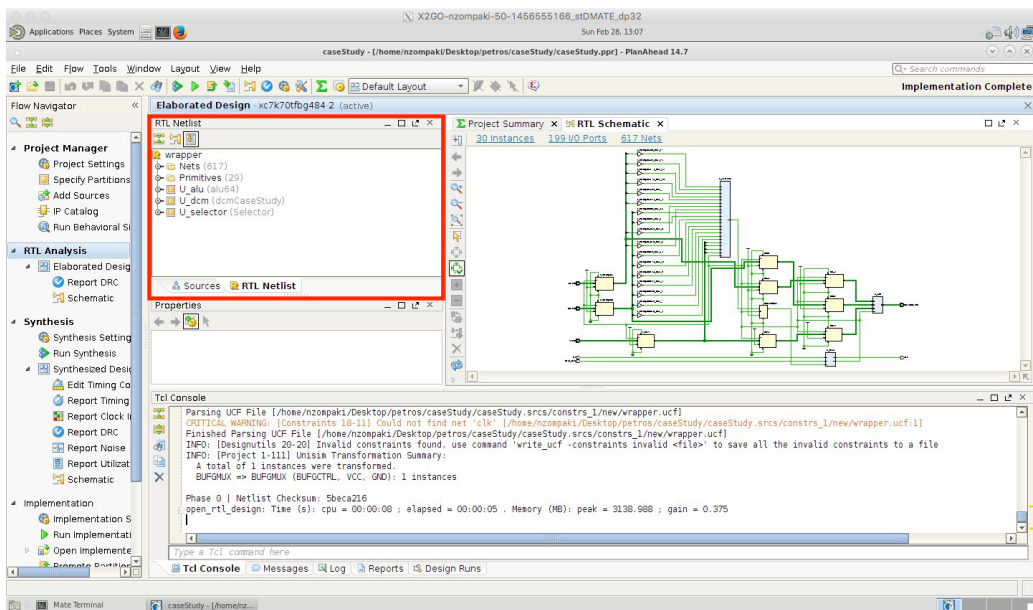 X2GO-nzompaki-50-1456555166_stDMATE_dp32
Applications Places System
Sun Feb 28, 13:07
caseStudy - [/home/nzompaki/Desktop/petros/caseStudy/caseStudy.ppr] - PlanAhead 14.7
File Edit Flow Tools Window Layout View Help
Search commands
Default Layout
Implementation Complete
Flow Navigator
Elaborated Design - xc7k70tfbg484-2 (active)
Project Manager
Project Settings
Specify Partitions
Add Sources
IP Catalog
Run Behavioral Si
RTL Analysis
Elaborated Desig
Report DRC
Schematic
Synthesis
Synthesis Setting
Run Synthesis
Synthesized Desig
Edit Timing Co
Report Timing
Report Clock I
Report DRC
Report Noise
Report Utilizat
Schematic
Implementation
Implementation S
Run Implementati
Open Implemente
Promote Partition
RTL Netlist
wrapper
Nets (617)
Primitives (29)
U_alu (alu64)
U_dcm (dcmCaseStudy)
U_selector (Selector)
Sources RTL Netlist
Properties
Project Summary RTL Schematic
30 Instances 199 I/O Ports 617 Nets
Tcl Console
Parsing UCF File [/home/nzompaki/Desktop/petros/caseStudy/caseStudy.srcs/constrs_1/new/wrapper.ucf]
CRITICAL WARNING: [Constraints 18-11] Could not find net 'clk' [/home/nzompaki/Desktop/petros/caseStudy/caseStudy.srcs/constrs_1/new/wrapper.ucf:1]
Finished Parsing UCF File [/home/nzompaki/Desktop/petros/caseStudy/caseStudy.srcs/constrs_1/new/wrapper.ucf]
INFO: [Designutils 20-20] Invalid constraints found, use command 'write_ucf -constraints invalid <file>' to save all the invalid constraints to a file
INFO: [Project 1-111] Unisim Transformation Summary:
A total of 1 instances were transformed.
BUFGMUX => BUFGMUX (BUFGCTRL, VCC, GND): 1 instances
Phase 0 | Netlist Checksum: 5beca216
open_rtl_design: Time (s): cpu = 00:00:08 ; elapsed = 00:00:05 . Memory (MB): peak = 3138.988 ; gain = 0.375
Type a Tcl command here
Tcl Console Messages Log Reports Design Runs
Mate Terminal
caseStudy - [/home/nz...